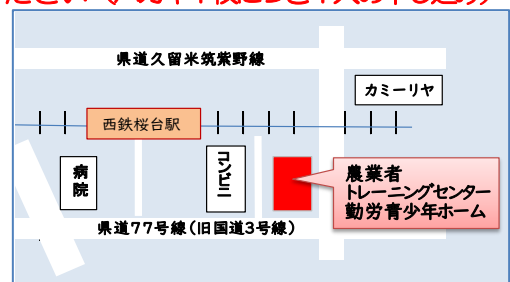 県道久留米筑紫野線
カミーリヤ
西鉄桜台駅
病院
コンビニ
農業者
トレーニングセンター
勤労青少年ホーム
県道77号線(旧国道3号線)